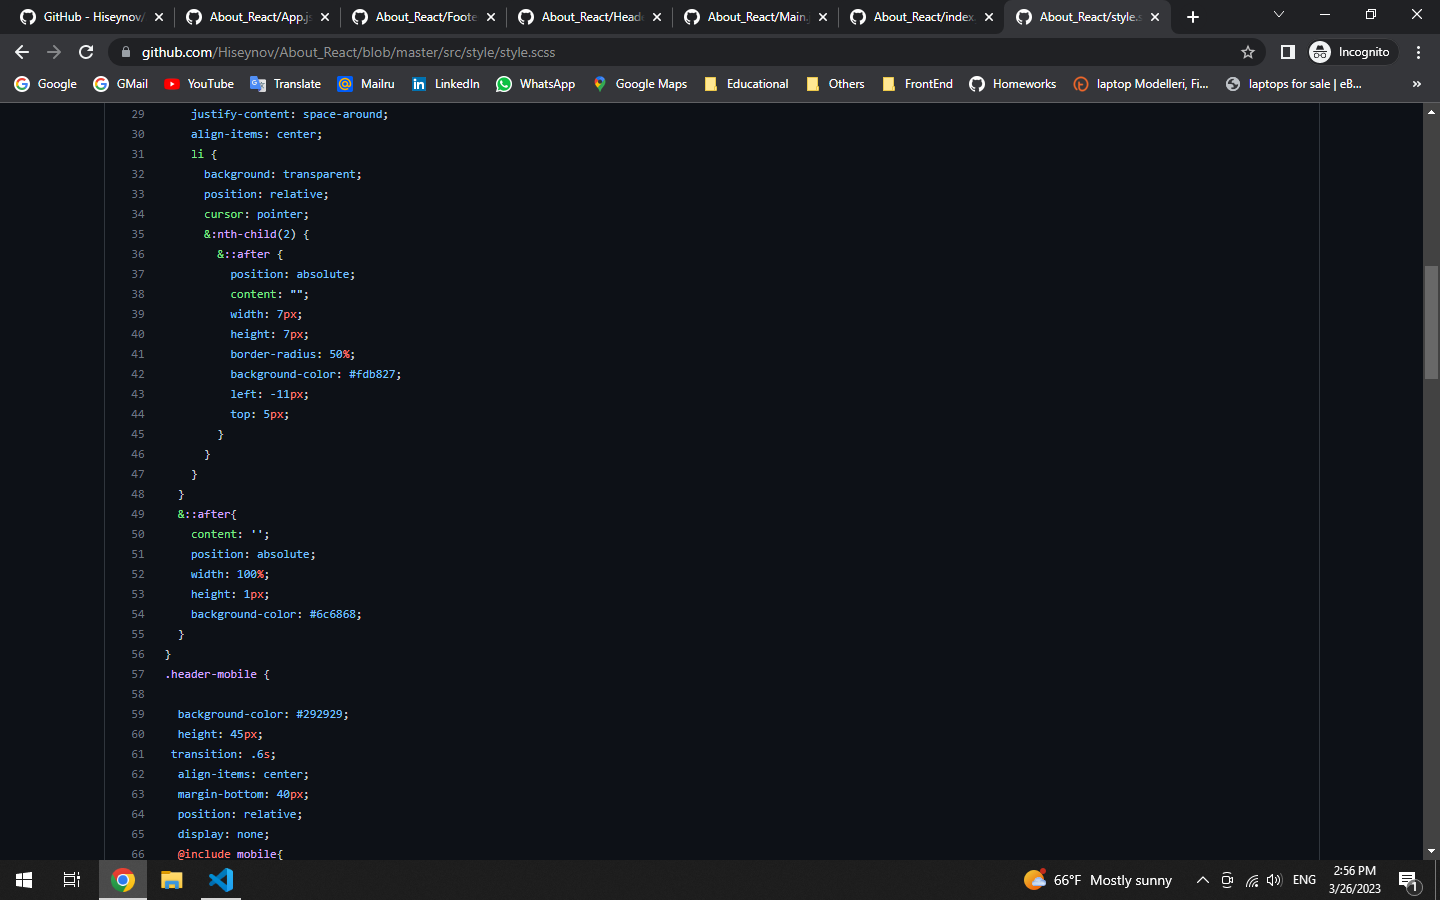 GitHub - Hiseynov/
About_React/App.js
About_React/Foote
About_React/Head
About_React/Main.j
About_React/index.
About_React/style.s
github.com/Hiseynov/About_React/blob/master/src/style/style.scss
Incognito
Google
GMail
YouTube
Translate
Mailru
LinkedIn
WhatsApp
Google Maps
Educational
Others
FrontEnd
Homeworks
laptop Modelleri, Fi...
laptops for sale | eB...
»
29 justify-content: space-around;
30 align-items: center;
31 li {
32 background: transparent;
33 position: relative;
34 cursor: pointer;
35 &:nth-child(2) {
36 &::after {
37 position: absolute;
38 content: "";
39 width: 7px;
40 height: 7px;
41 border-radius: 50%;
42 background-color: #fdb827;
43 left: -11px;
44 top: 5px;
45 }
46 }
47 }
48 }
49 &::after{
50 content: '';
51 position: absolute;
52 width: 100%;
53 height: 1px;
54 background-color: #6c6868;
55 }
56 }
57 .header-mobile {
58
59 background-color: #292929;
60 height: 45px;
61 transition: .6s;
62 align-items: center;
63 margin-bottom: 40px;
64 position: relative;
65 display: none;
66 @include mobile{
66°F Mostly sunny
ENG
2:56 PM
3/26/2023
1